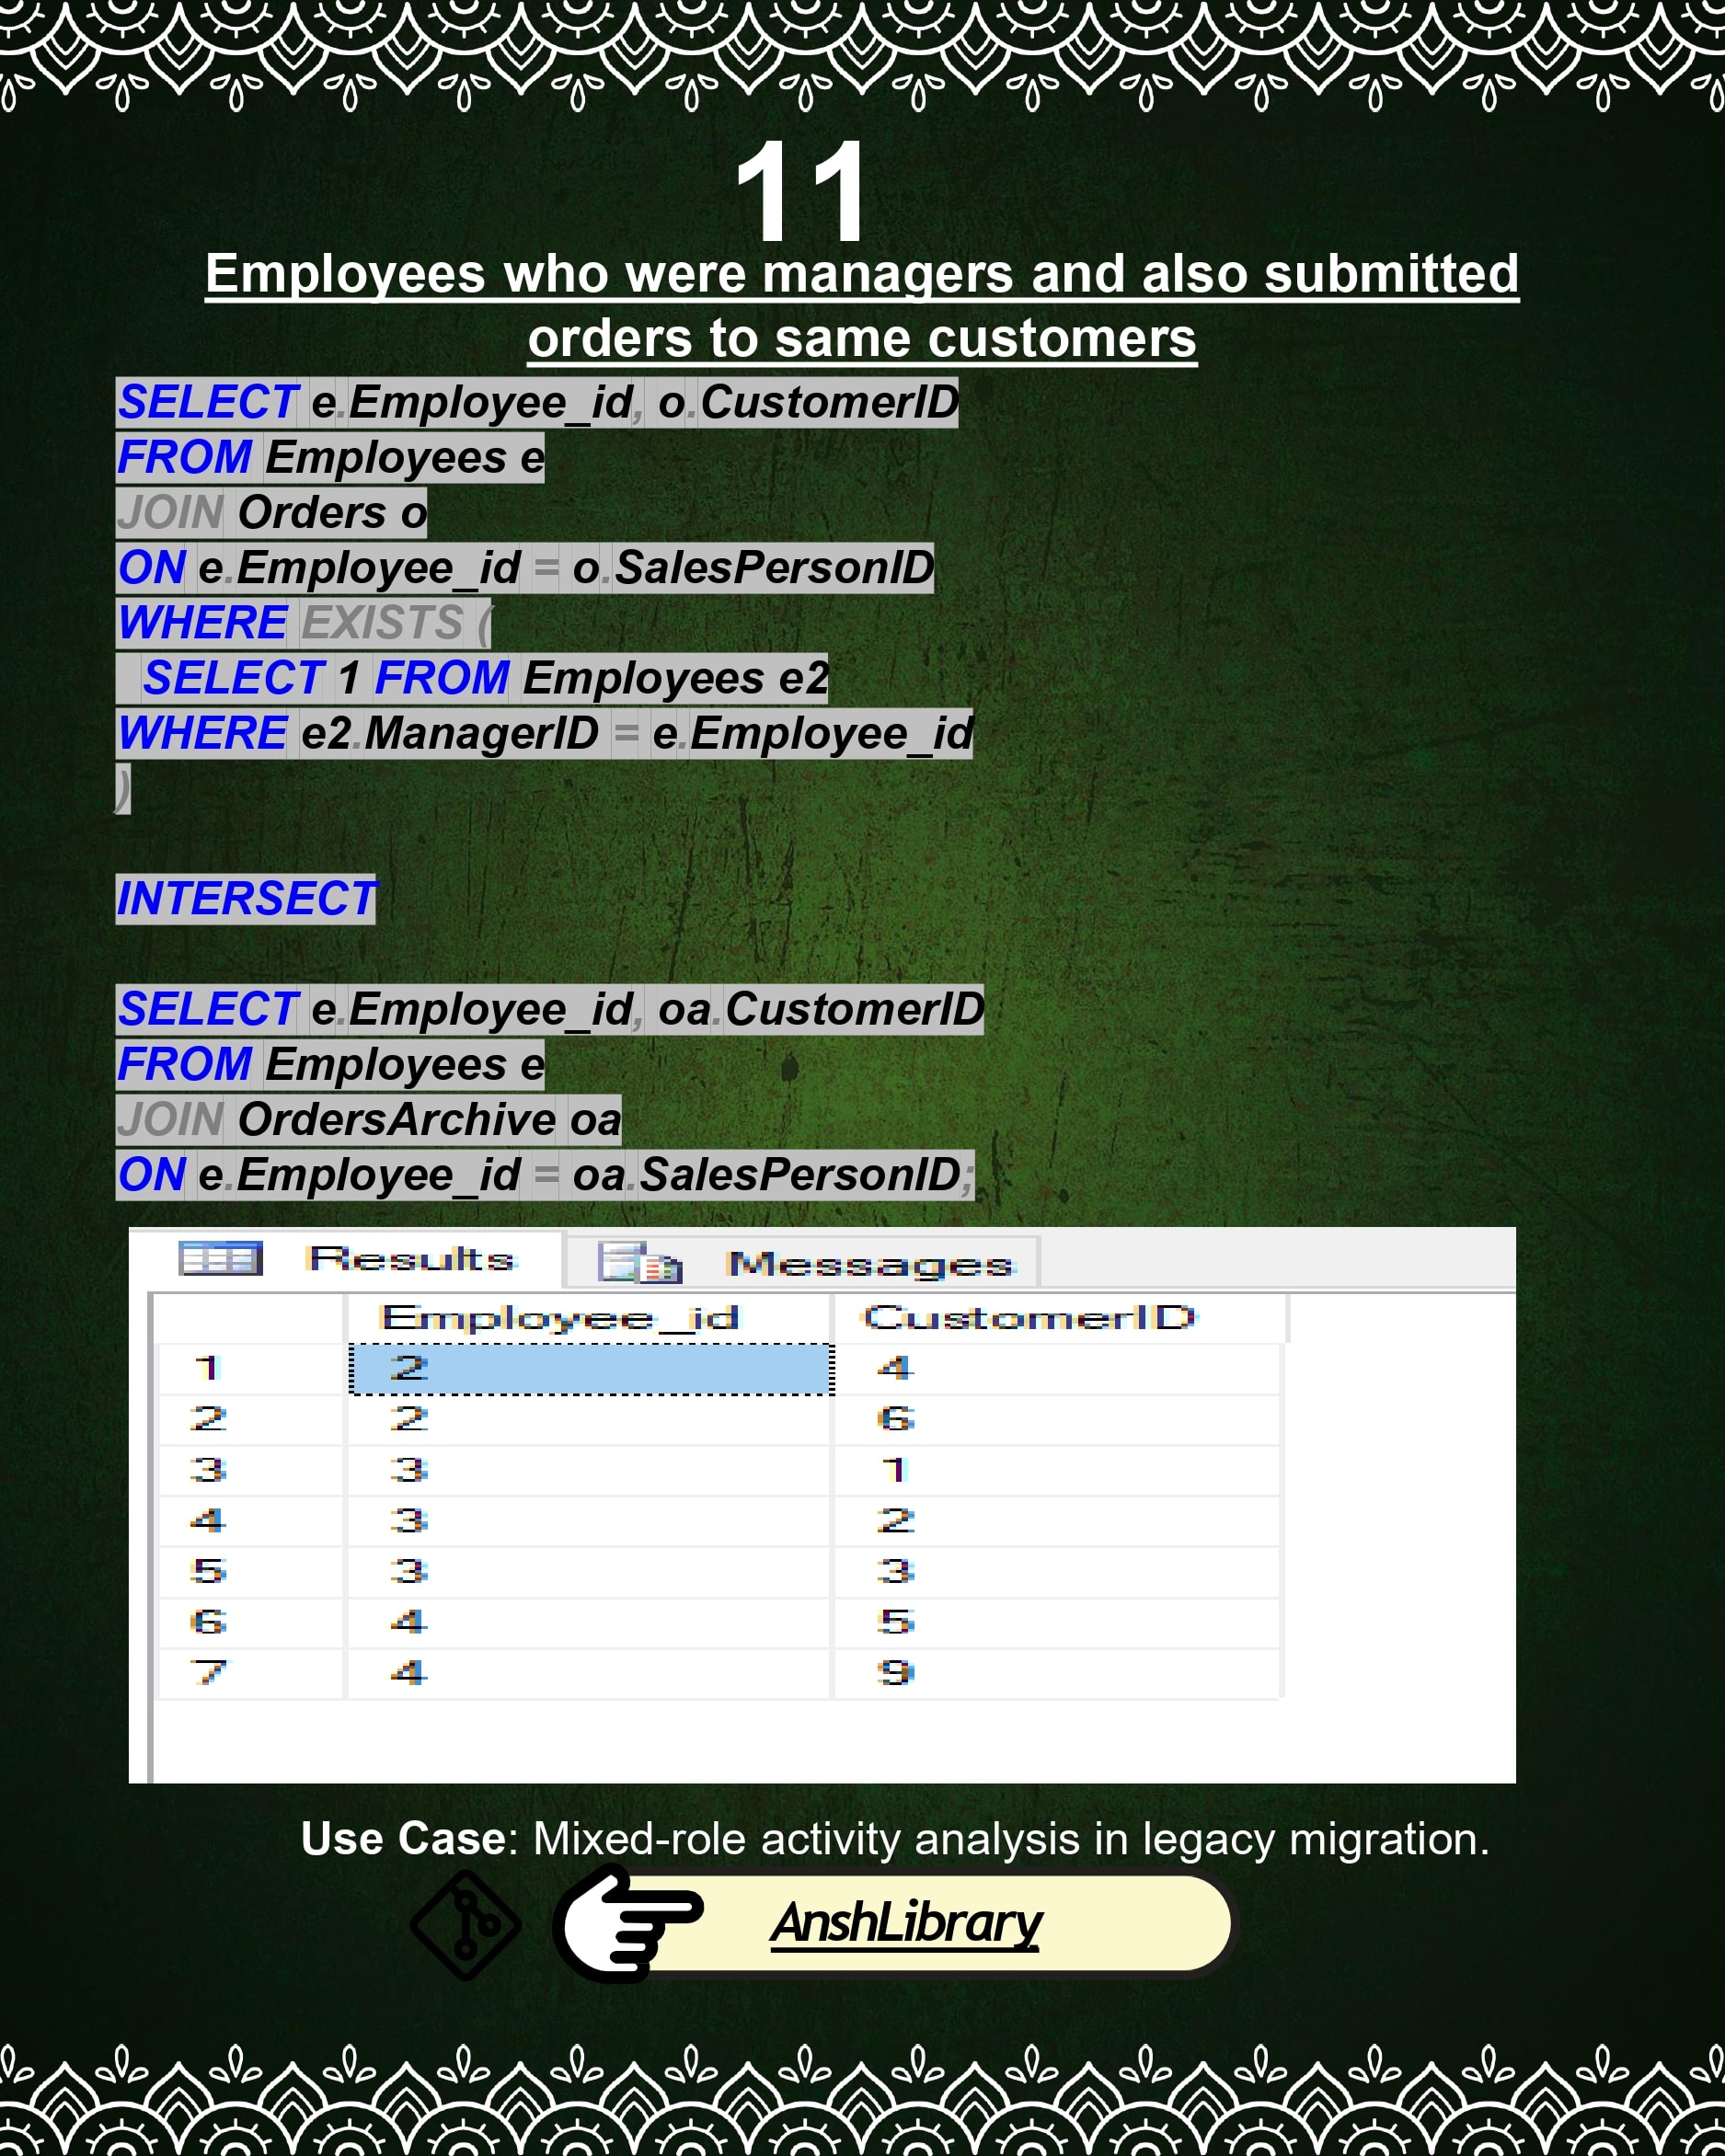 11
Employees who were managers and also submitted
orders to same customers
SELECT e.Employee_id, o.CustomerID
FROM Employees e
JOIN Orders o
ON e.Employee_id = o.SalesPersonID
WHERE EXISTS (
SELECT 1 FROM Employees e2
WHERE e2.ManagerID = e.Employee_id
)
INTERSECT
SELECT e.Employee_id, oa.CustomerID
FROM Employees e
JOIN OrdersArchive oa
ON e.Employee_id = oa.SalesPersonID;
Results Messages
Employee_id CustomerID
1 2 4
2 2 6
3 3 1
4 3 2
5 3 3
6 4 5
7 4 9
Use Case: Mixed-role activity analysis in legacy migration.
AnshLibrary